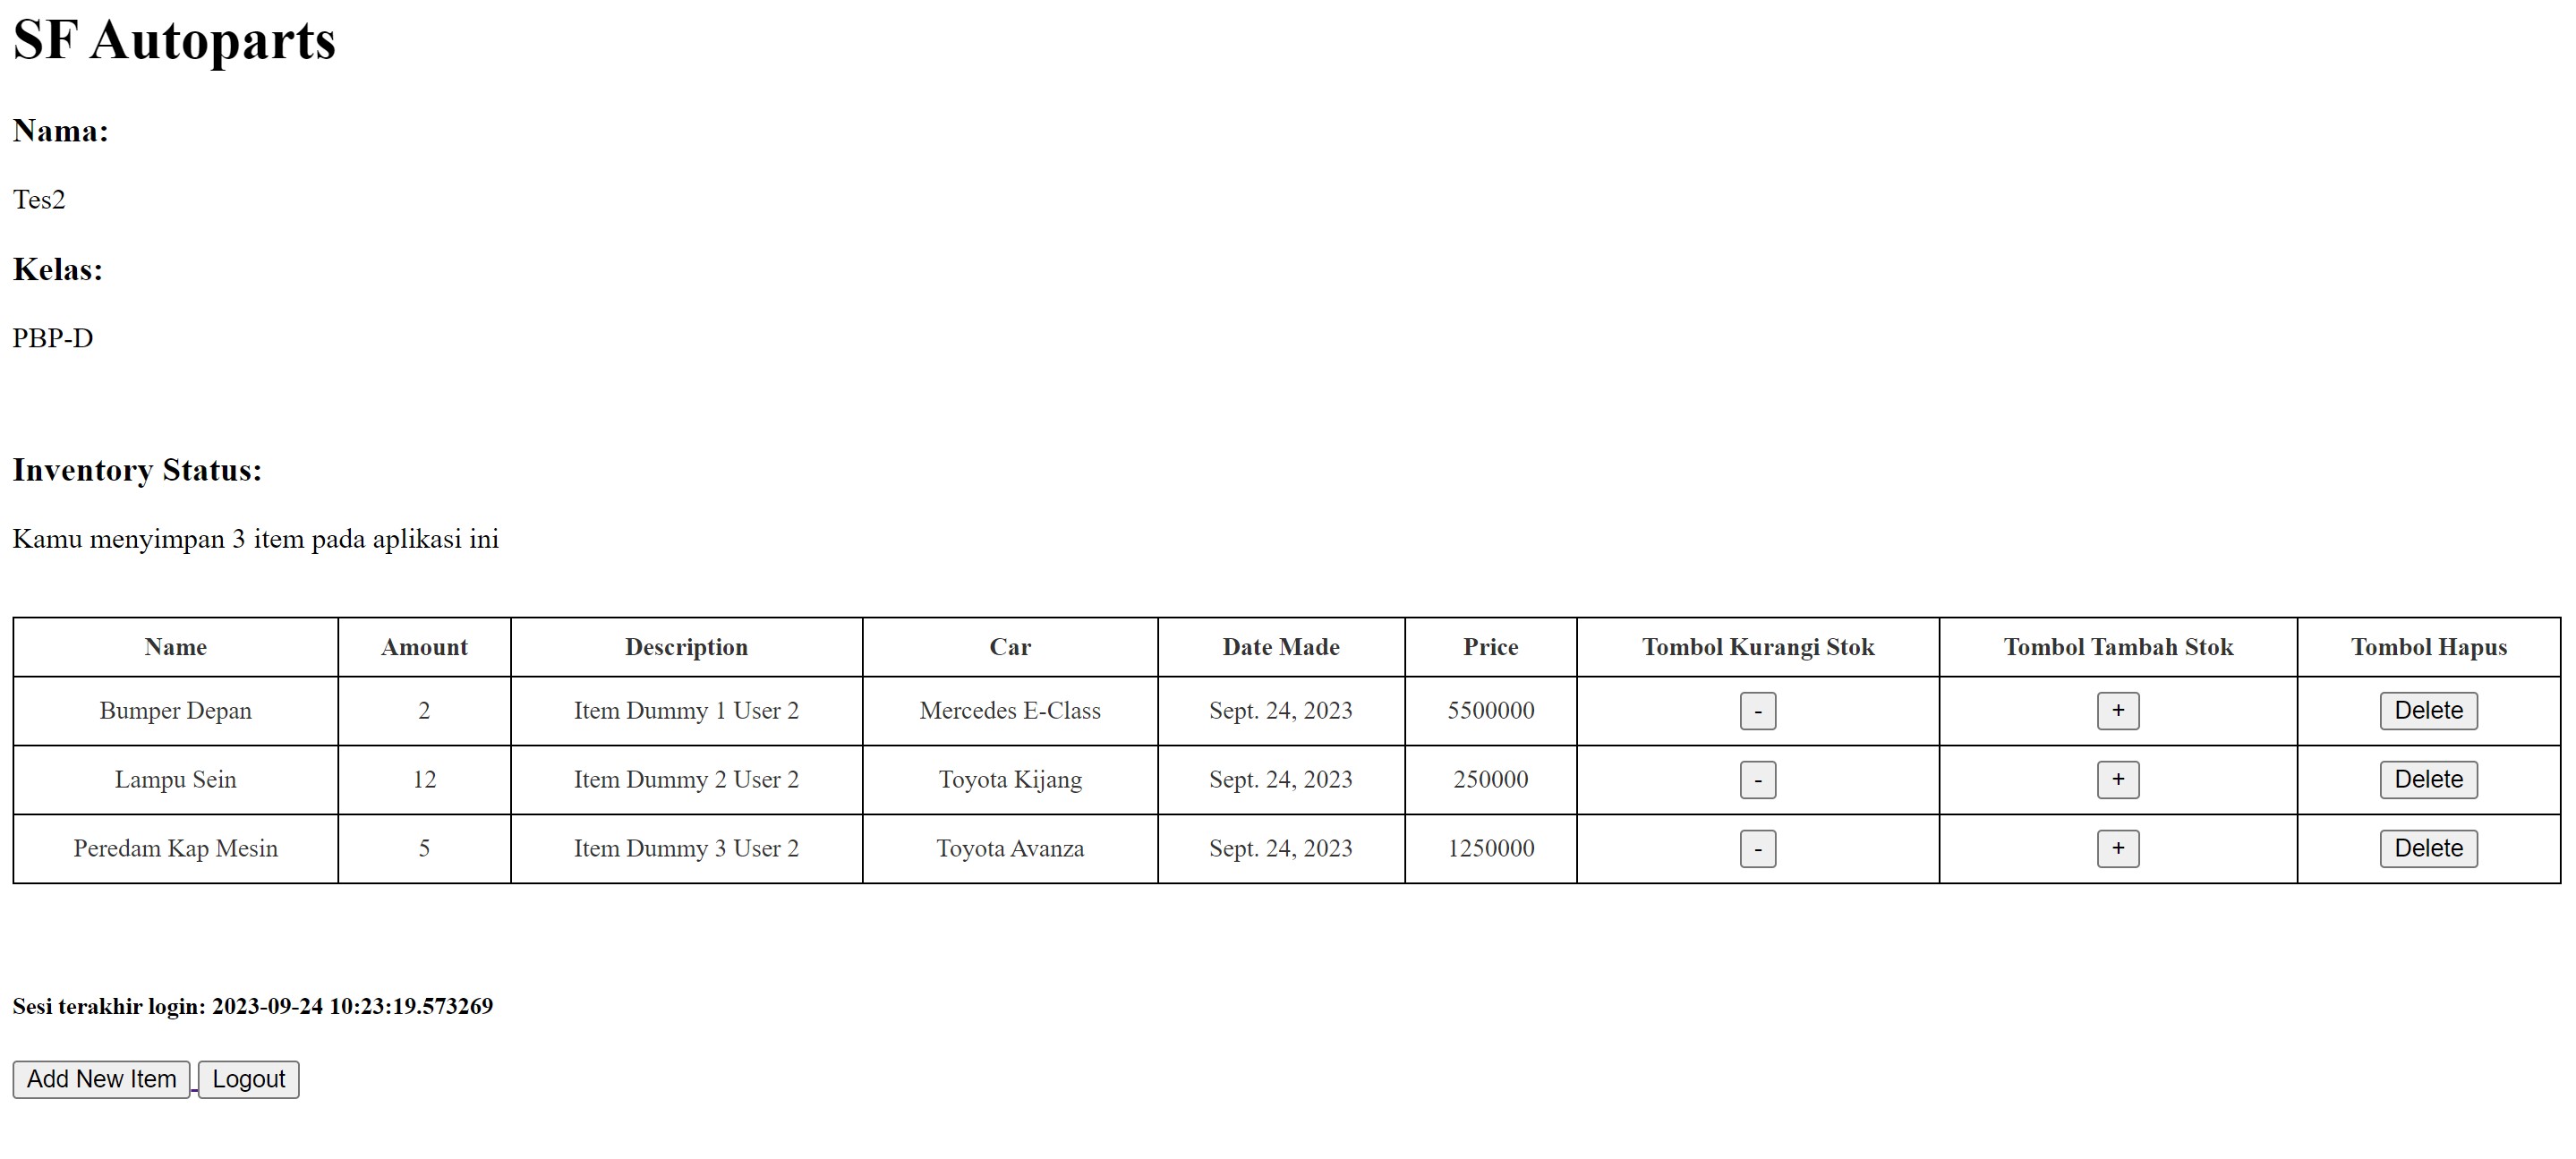 SF Autoparts
Nama:
Tes2
Kelas:
PBP-D
Inventory Status:
Kamu menyimpan 3 item pada aplikasi ini
Name Amount Description Car Date Made Price Tombol Kurangi Stok Tombol Tambah Stok Tombol Hapus
Bumper Depan 2 Item Dummy 1 User 2 Mercedes E-Class Sept. 24, 2023 5500000 - + Delete
Lampu Sein 12 Item Dummy 2 User 2 Toyota Kijang Sept. 24, 2023 250000 - + Delete
Peredam Kap Mesin 5 Item Dummy 3 User 2 Toyota Avanza Sept. 24, 2023 1250000 - + Delete
Sesi terakhir login: 2023-09-24 10:23:19.573269
Add New Item Logout